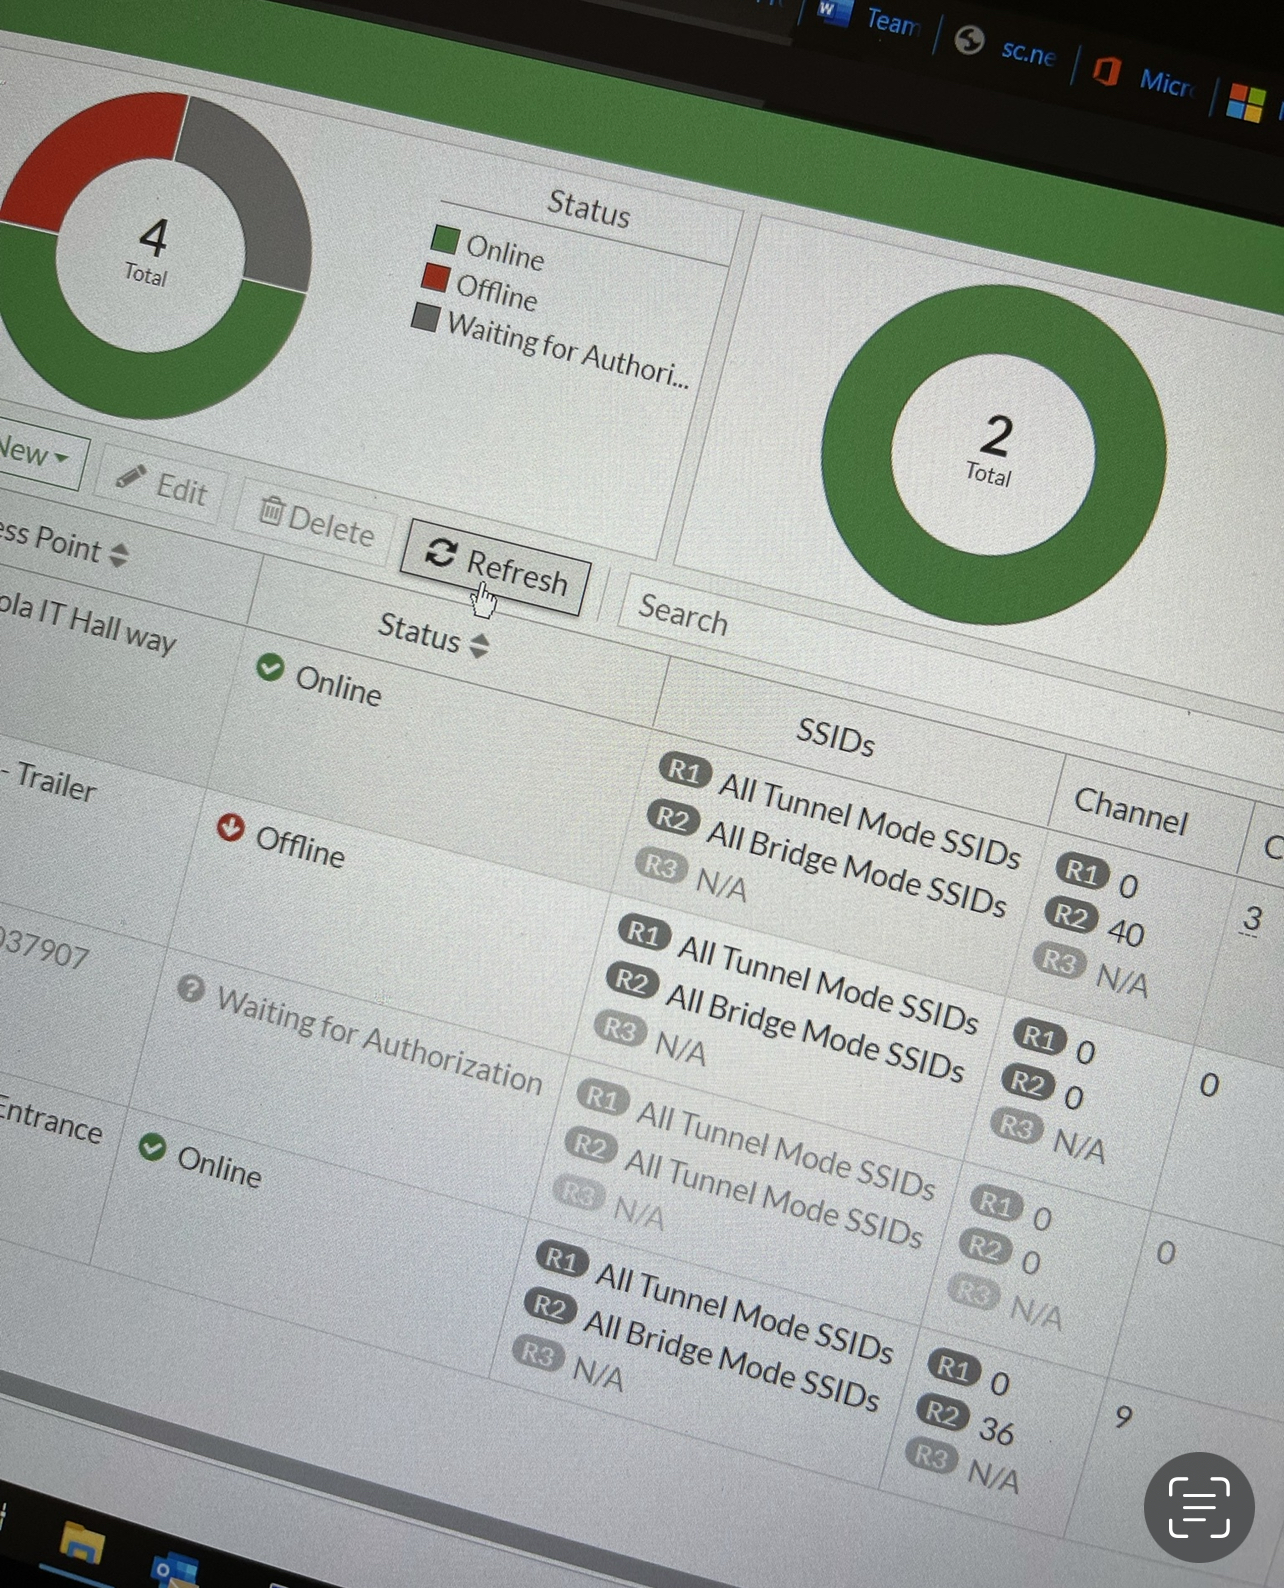 Team
sc.ne
Micr
4
Total
Status
Online
Offline
Waiting for Authori...
2
Total
New
Edit
Delete
Refresh
Search
ess Point
Status
SSIDs
Channel
C
ola IT Hall way
Online
R1 All Tunnel Mode SSIDs
R2 All Bridge Mode SSIDs
R3 N/A
R1 0
R2 40
R3 N/A
3
- Trailer
Offline
R1 All Tunnel Mode SSIDs
R2 All Bridge Mode SSIDs
R3 N/A
R1 0
R2 0
R3 N/A
0
037907
Waiting for Authorization
R1 All Tunnel Mode SSIDs
R2 All Tunnel Mode SSIDs
R3 N/A
R1 0
R2 0
R3 N/A
0
Entrance
Online
R1 All Tunnel Mode SSIDs
R2 All Bridge Mode SSIDs
R3 N/A
R1 0
R2 36
R3 N/A
9